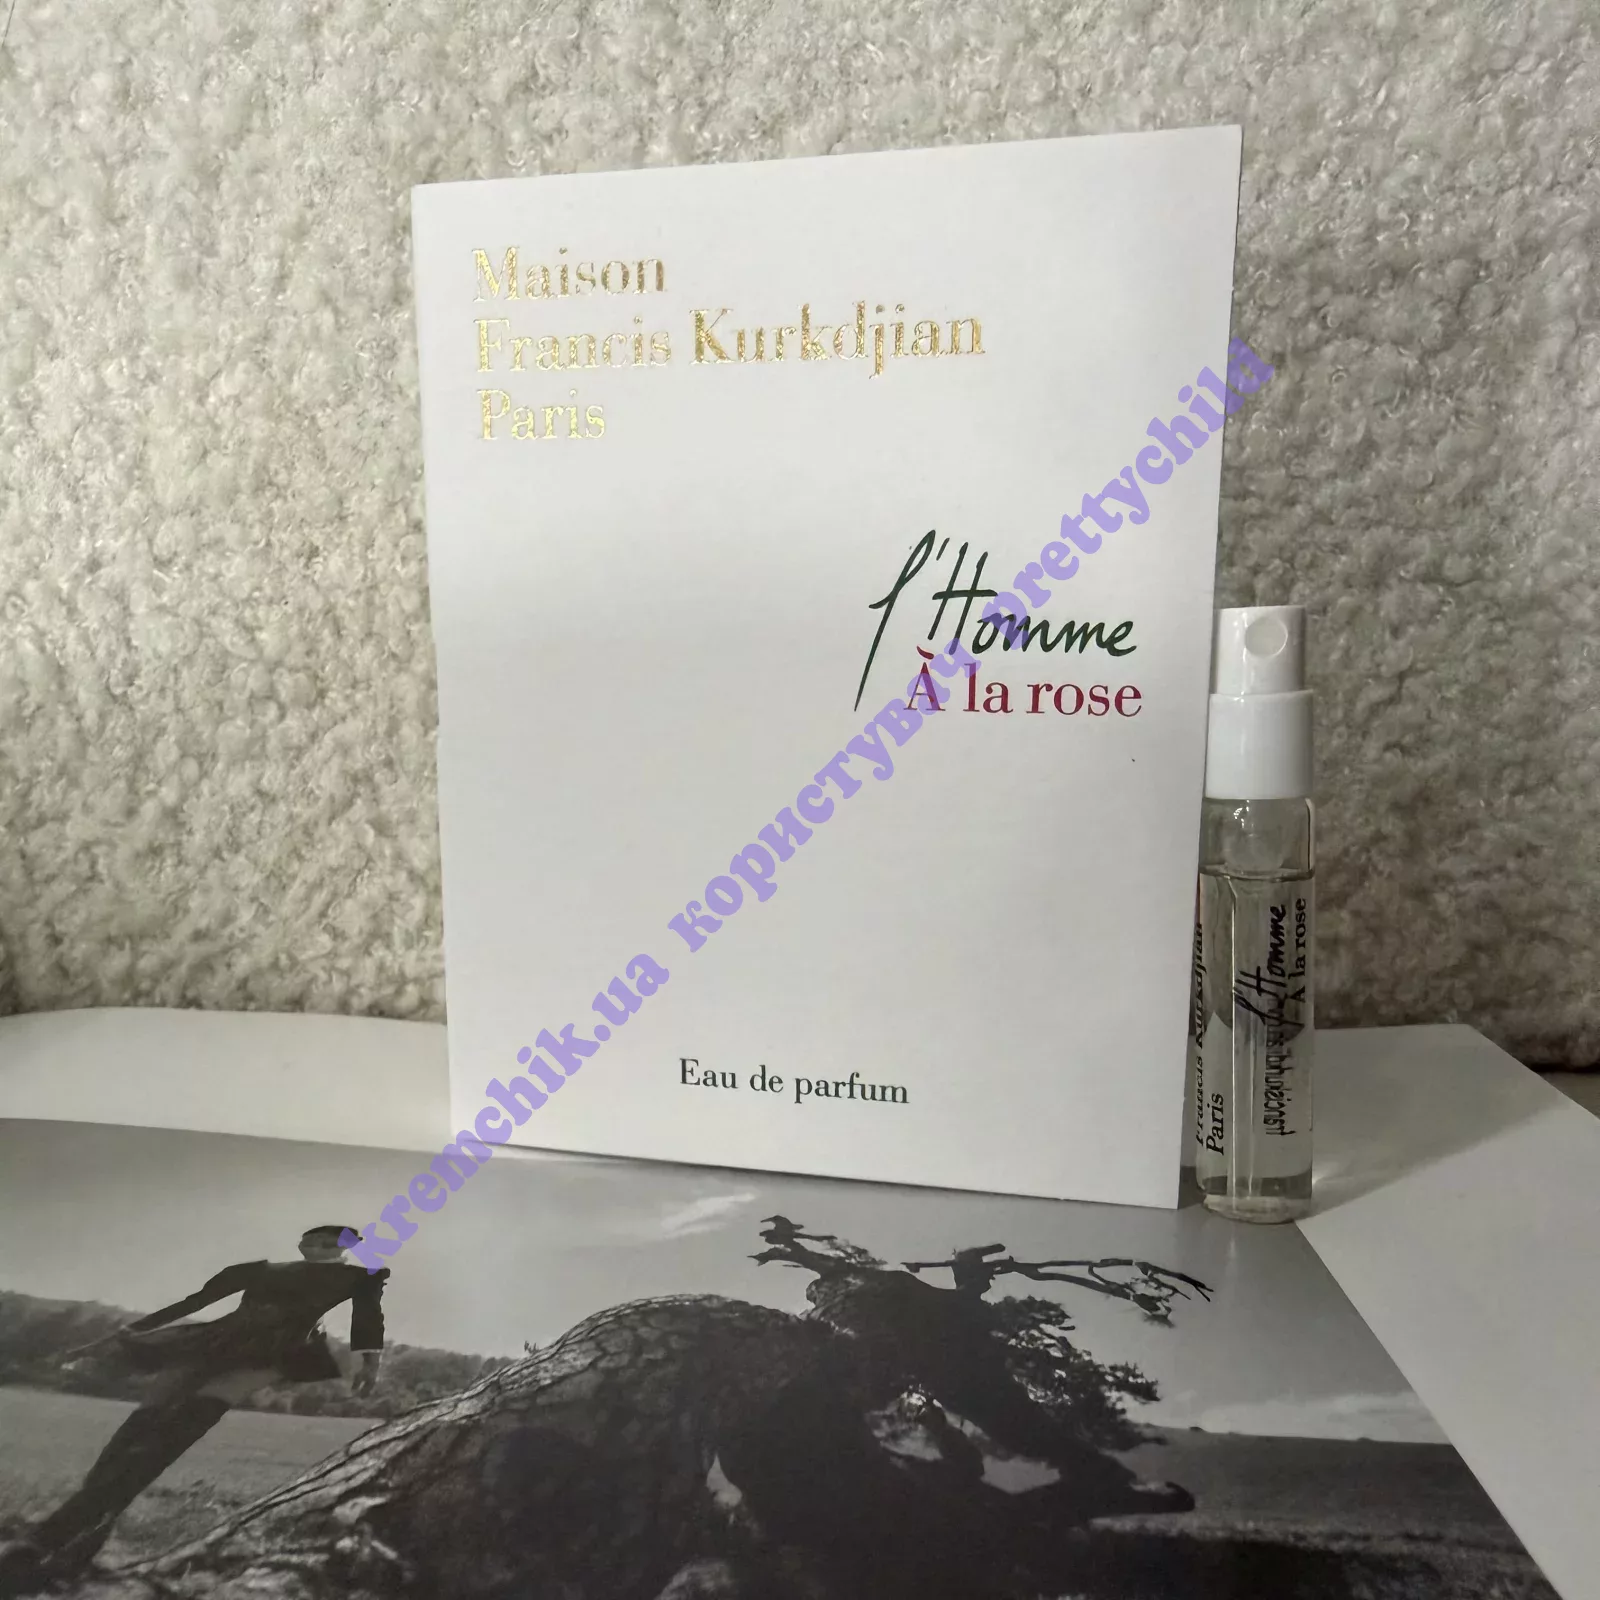 Maison
Francis Kurkdjian
Paris
l'Homme
À la rose
Eau de parfum
kremchik.ua користувач prettychild
Francis Kurkdjian
Paris
l'Homme
À la rose